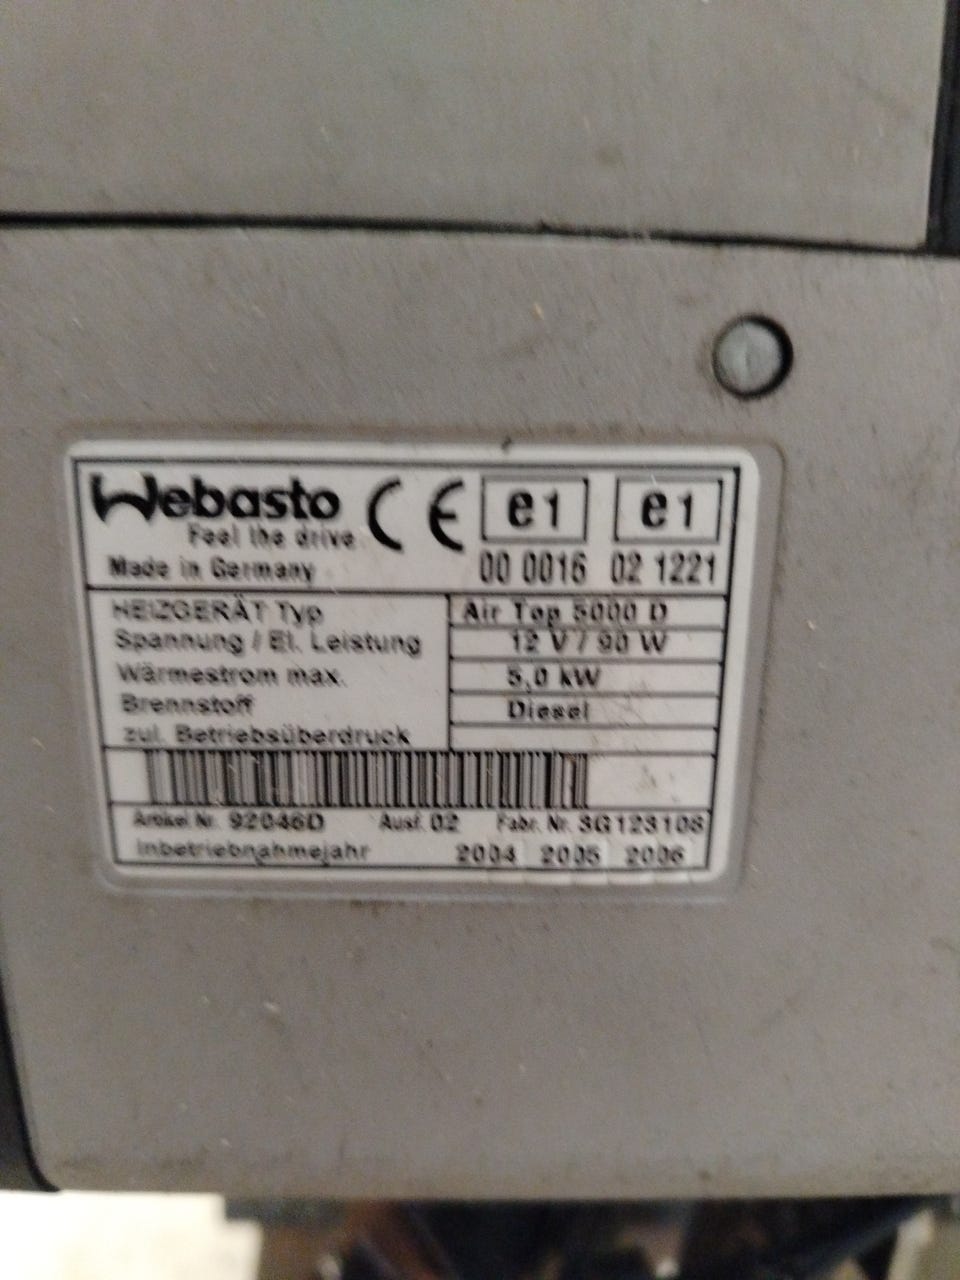 Webasto CE e1 e1
Feel the drive
Made in Germany 00 0016 02 1221
HEIZGERÄT Typ Air Top 5000 D
Spannung / El. Leistung 12 V / 90 W
Wärmestrom max. 5,0 kW
Brennstoff Diesel
zul. Betriebsüberdruck
Artikel Nr. 92046D Ausf. 02 Fabr. Nr. SG123108
Inbetriebnahmejahr 2004 2005 2006